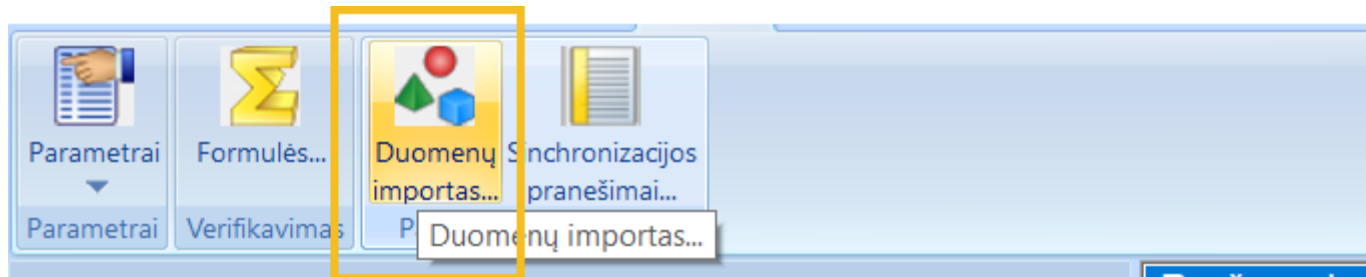 Parametrai
Formulės...
Duomenų
importas...
Sinchronizacijos
pranešimai...
Parametrai
Verifikavimas
Duomenų importas...